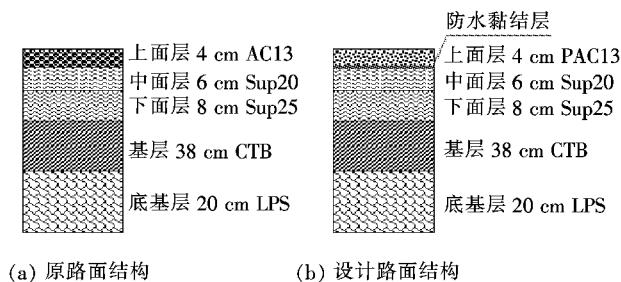 防水黏结层
上面层 4 cm AC13
中面层 6 cm Sup20
下面层 8 cm Sup25
基层 38 cm CTB
底基层 20 cm LPS
(a) 原路面结构
上面层 4 cm PAC13
中面层 6 cm Sup20
下面层 8 cm Sup25
基层 38 cm CTB
底基层 20 cm LPS
(b) 设计路面结构